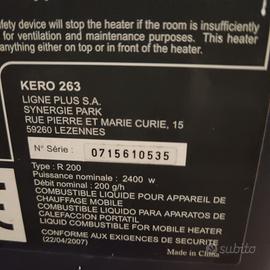 safety device will stop the heater if the room is insufficiently
for ventilation and maintenance purposes. This heater
anything either on top or in front of the heater.
KERO 263
LIGNE PLUS S.A.
SYNERGIE PARK
RUE PIERRE ET MARIE CURIE, 15
59260 LEZENNES
N° Série : 0715610535
Type : R 200
Puissance nominale : 2400 w
Débit nominal : 200 g/h
COMBUSTIBLE LIQUIDE POUR APPAREIL DE
CHAUFFAGE MOBILE
COMBUSTIBLE LIQUIDO PARA APARATOS DE
CALEFACCION PORTATIL
LIQUID COMBUSTIBLE FOR MOBILE HEATER
CONFORME AUX EXIGENCES DE SECURITE
(22/04/2007)
Made in China
subito